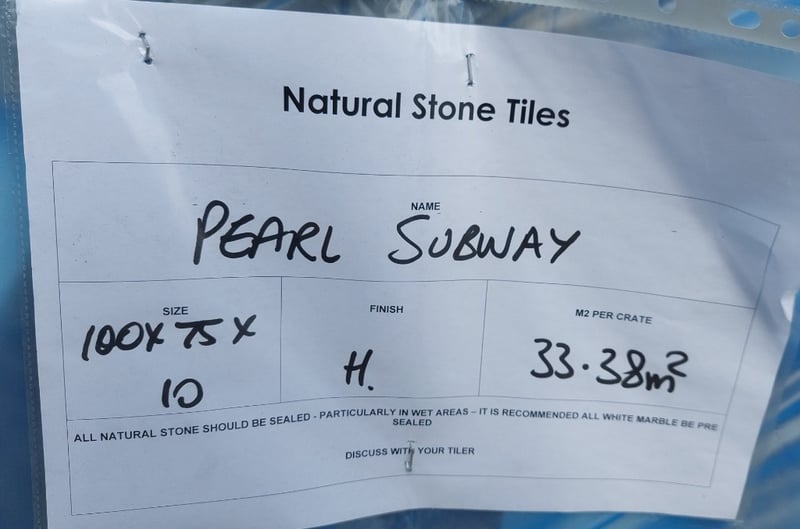 Natural Stone Tiles
NAME
PEARL SUBWAY
SIZE
100X75X
10
FINISH
H.
M2 PER CRATE
33.38m²
ALL NATURAL STONE SHOULD BE SEALED - PARTICULARLY IN WET AREAS – IT IS RECOMMENDED ALL WHITE MARBLE BE PRE
SEALED
DISCUSS WITH YOUR TILER